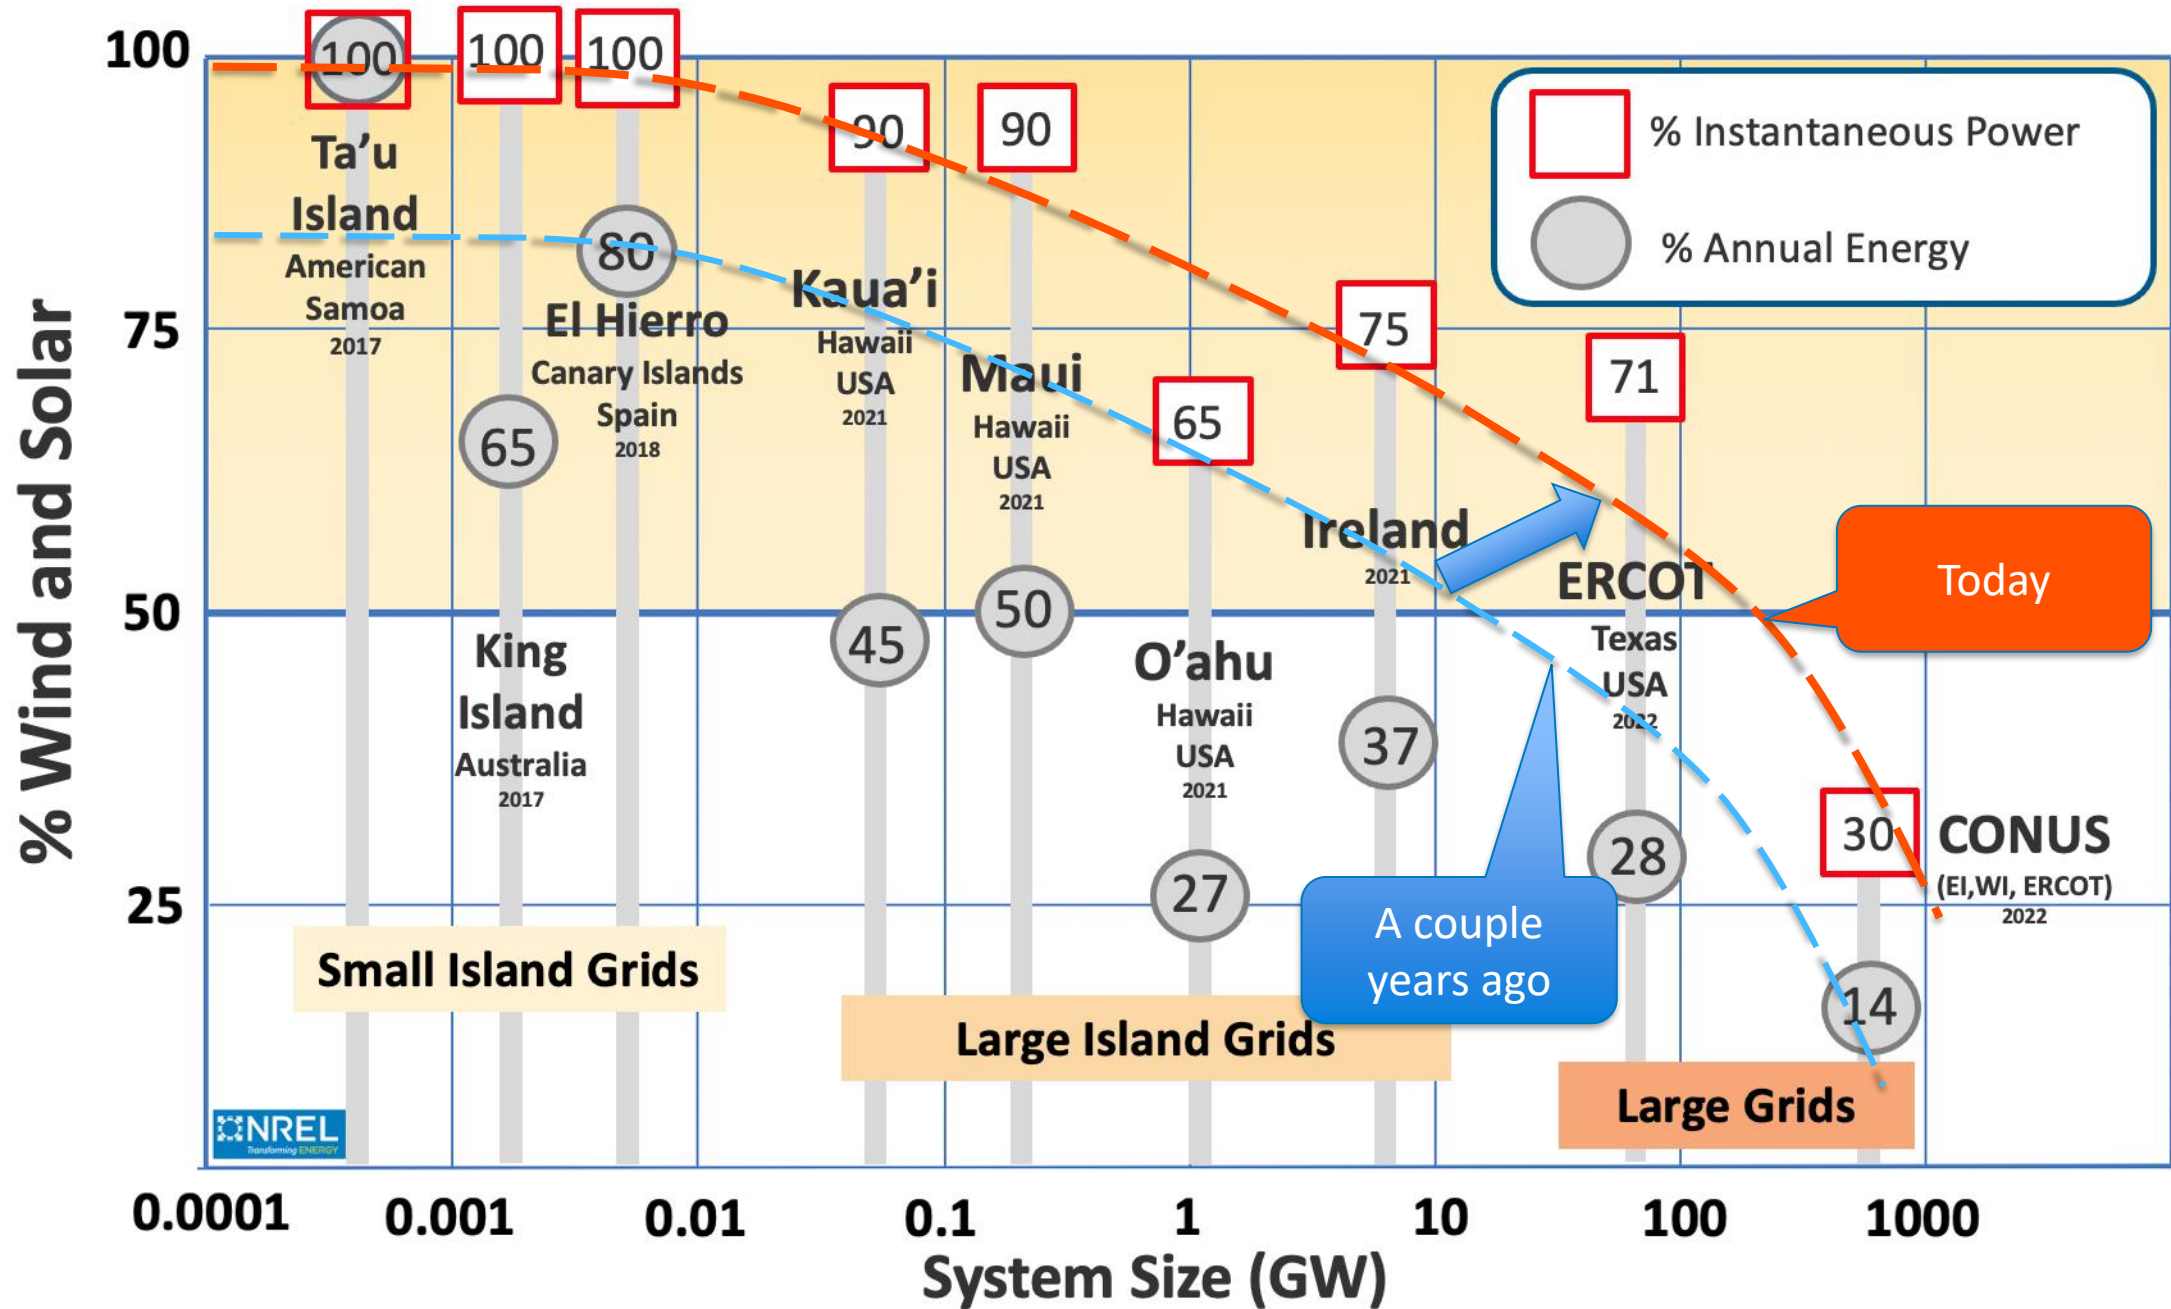 % Wind and Solar
100
75
50
25
100
Ta’u
Island
American
Samoa
2017
100
65
King
Island
Australia
2017
100
80
El Hierro
Canary Islands
Spain
2018
90
Kaua’i
Hawaii
USA
2021
45
90
Maui
Hawaii
USA
2021
50
65
O’ahu
Hawaii
USA
2021
27
75
Ireland
2021
37
71
ERCOT
Texas
USA
2022
28
30
CONUS
(EI,WI, ERCOT)
2022
14
% Instantaneous Power
% Annual Energy
Today
A couple
years ago
Small Island Grids
Large Island Grids
Large Grids
NREL
Transforming ENERGY
0.0001
0.001
0.01
0.1
1
10
100
1000
System Size (GW)